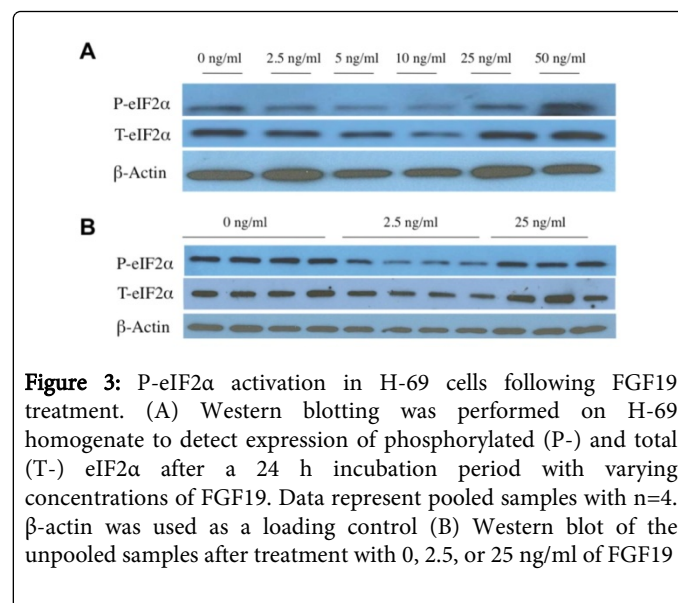 A
0 ng/ml 2.5 ng/ml 5 ng/ml 10 ng/ml 25 ng/ml 50 ng/ml
P-eIF2α
T-eIF2α
β-Actin
B
0 ng/ml 2.5 ng/ml 25 ng/ml
P-eIF2α
T-eIF2α
β-Actin
Figure 3: P-eIF2α activation in H-69 cells following FGF19
treatment. (A) Western blotting was performed on H-69
homogenate to detect expression of phosphorylated (P-) and total
(T-) eIF2α after a 24 h incubation period with varying
concentrations of FGF19. Data represent pooled samples with n=4.
β-actin was used as a loading control (B) Western blot of the
unpooled samples after treatment with 0, 2.5, or 25 ng/ml of FGF19